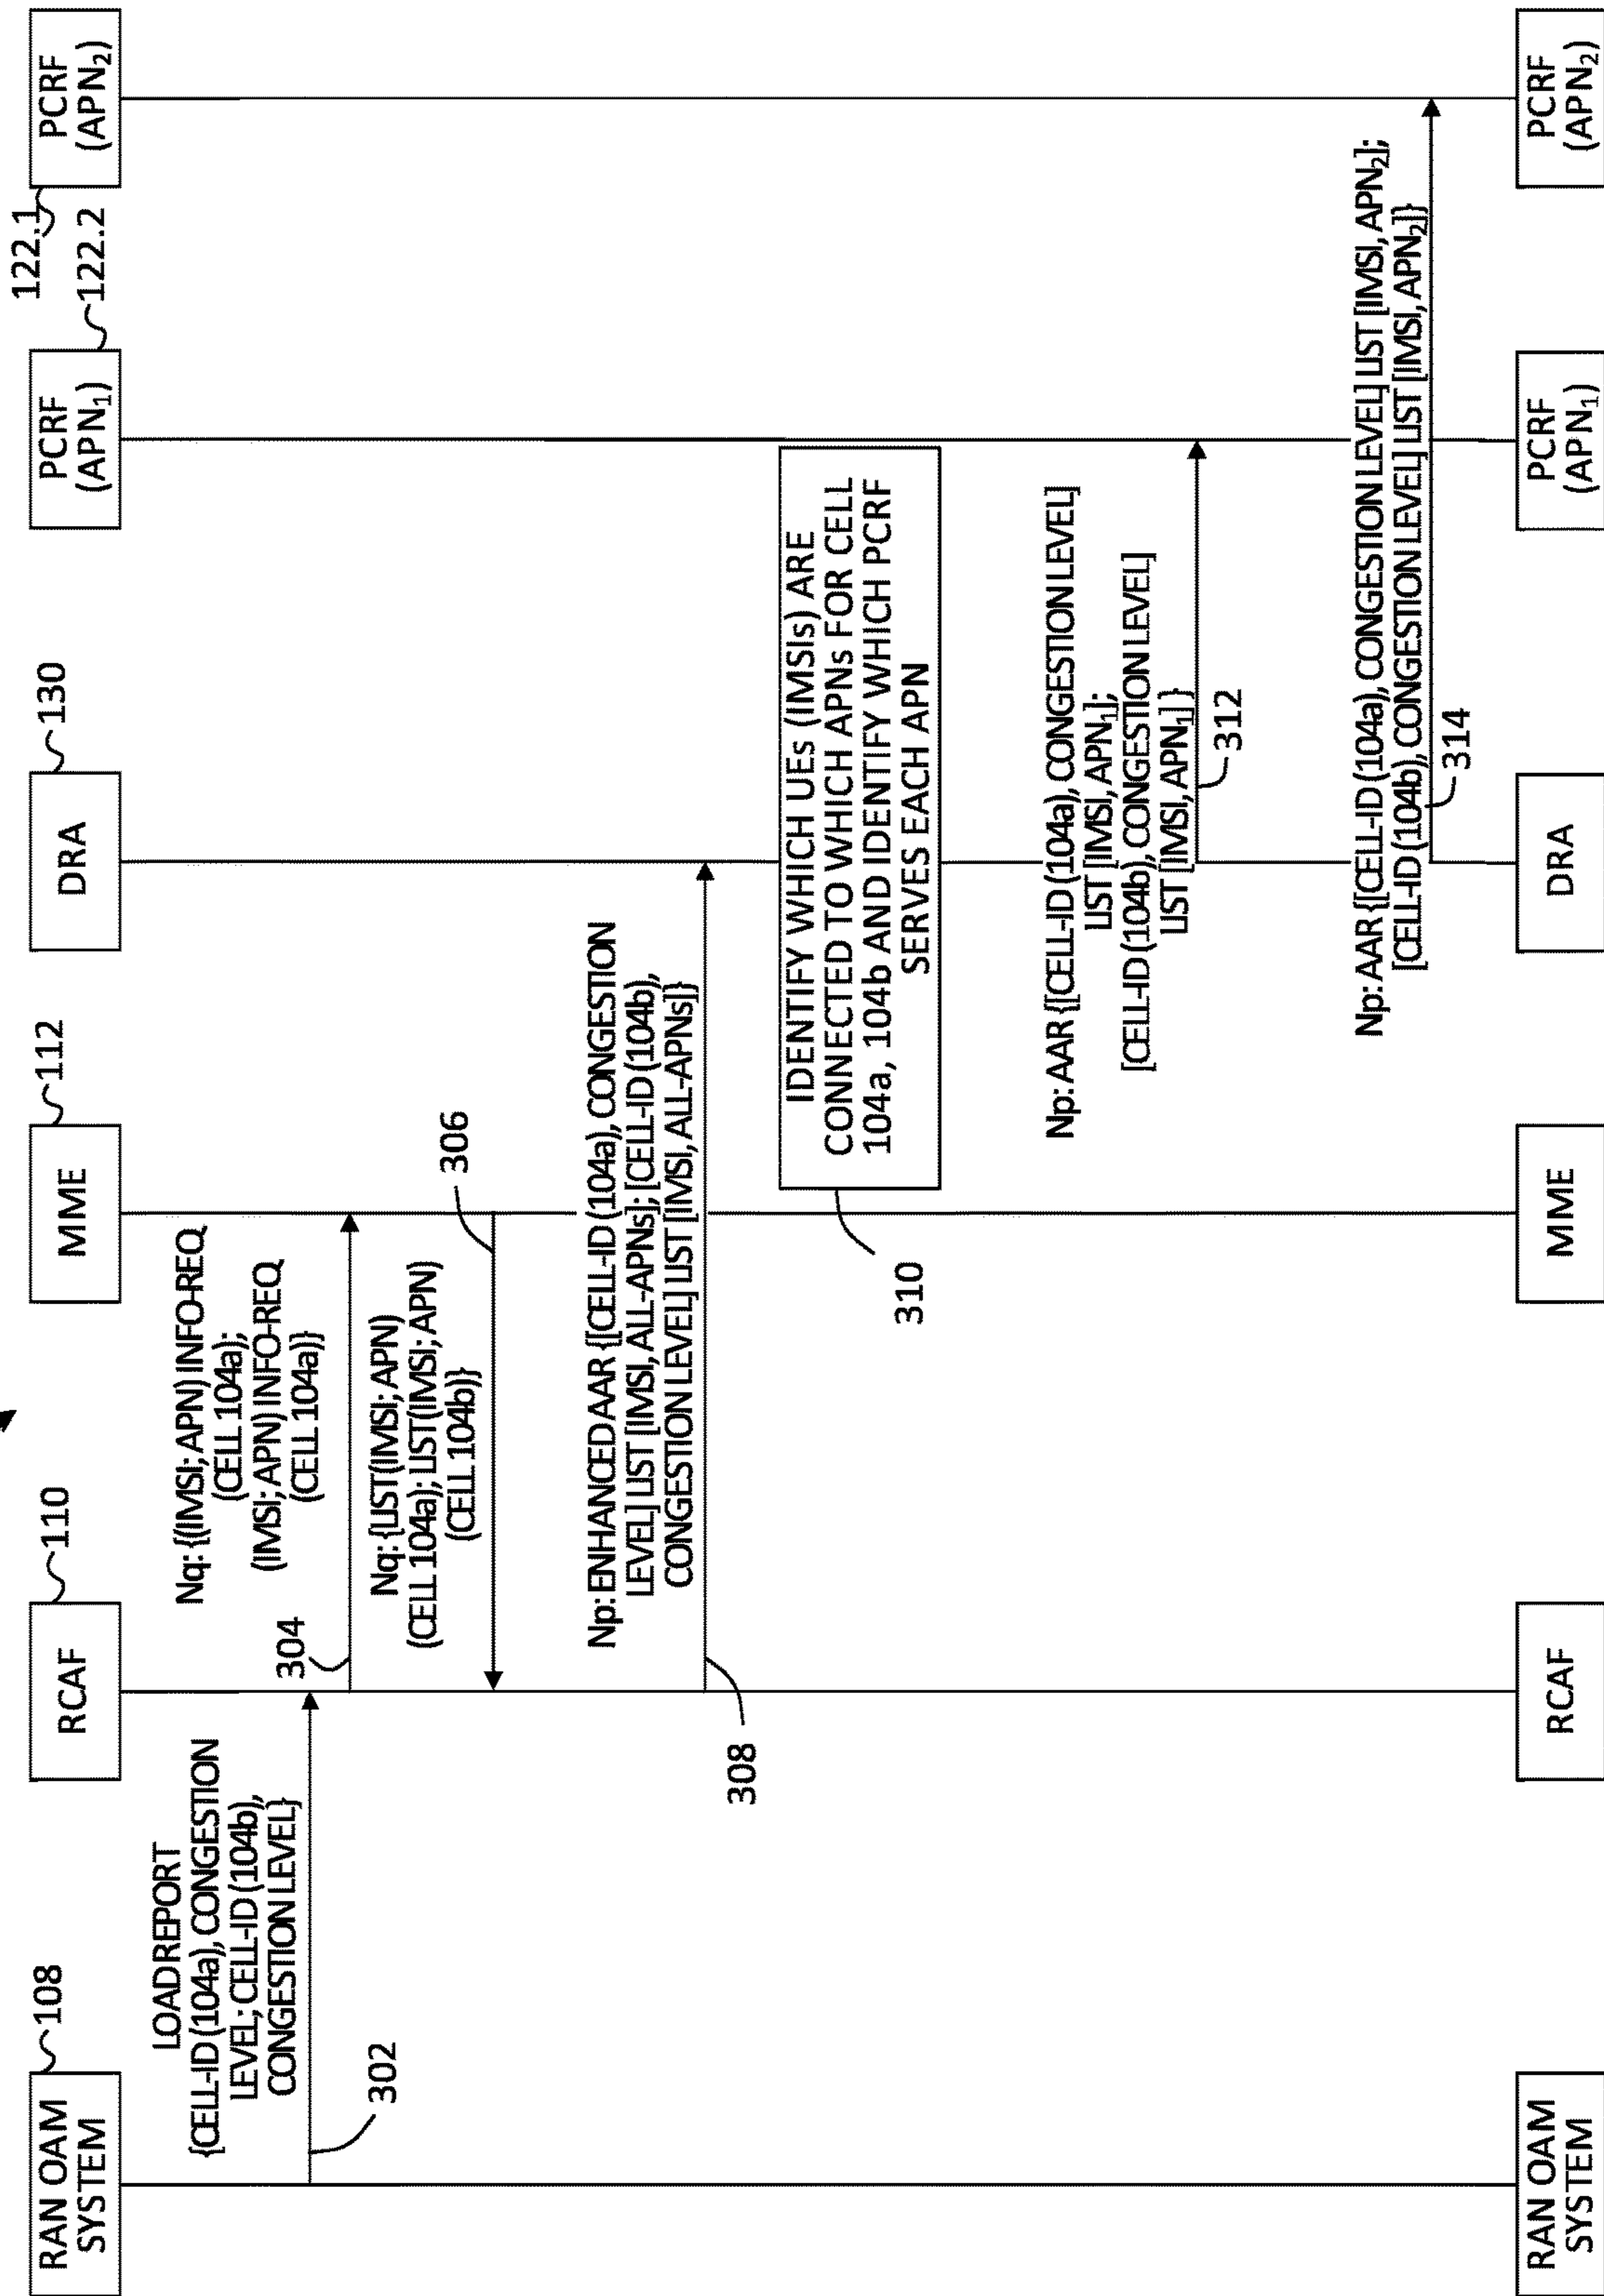 RAN OAM
SYSTEM
108
RCAF
110
MME
112
DRA
130
PCRF
(APN₁)
122.2
PCRF
(APN₂)
122.1
LOAD REPORT
{CELL-ID (104a), CONGESTION
LEVEL; CELL-ID (104b),
CONGESTION LEVEL}
302
Nq: {(IMSI; APN) INFO-REQ
(CELL 104a);
(IMSI; APN) INFO-REQ
(CELL 104a)}
304
Nq: {LIST(IMSI; APN)
(CELL 104a); LIST(IMSI; APN)
(CELL 104b)}
306
Np: ENHANCED AAR {[CELL-ID (104a), CONGESTION
LEVEL] LIST [IMSI, ALL-APNs]; [CELL-ID (104b),
CONGESTION LEVEL] LIST [IMSI, ALL-APNs]}
308
IDENTIFY WHICH UEs (IMSIs) ARE
CONNECTED TO WHICH APNs FOR CELL
104a, 104b AND IDENTIFY WHICH PCRF
SERVES EACH APN
310
Np: AAR {[CELL-ID (104a), CONGESTION LEVEL]
LIST [IMSI, APN₁];
[CELL-ID (104b), CONGESTION LEVEL]
LIST [IMSI, APN₁] }
312
Np: AAR {[CELL-ID (104a), CONGESTION LEVEL] LIST [IMSI, APN₂];
[CELL-ID (104b), CONGESTION LEVEL] LIST [IMSI, APN₂]}
314
RAN OAM
SYSTEM
RCAF
MME
DRA
PCRF
(APN₁)
PCRF
(APN₂)